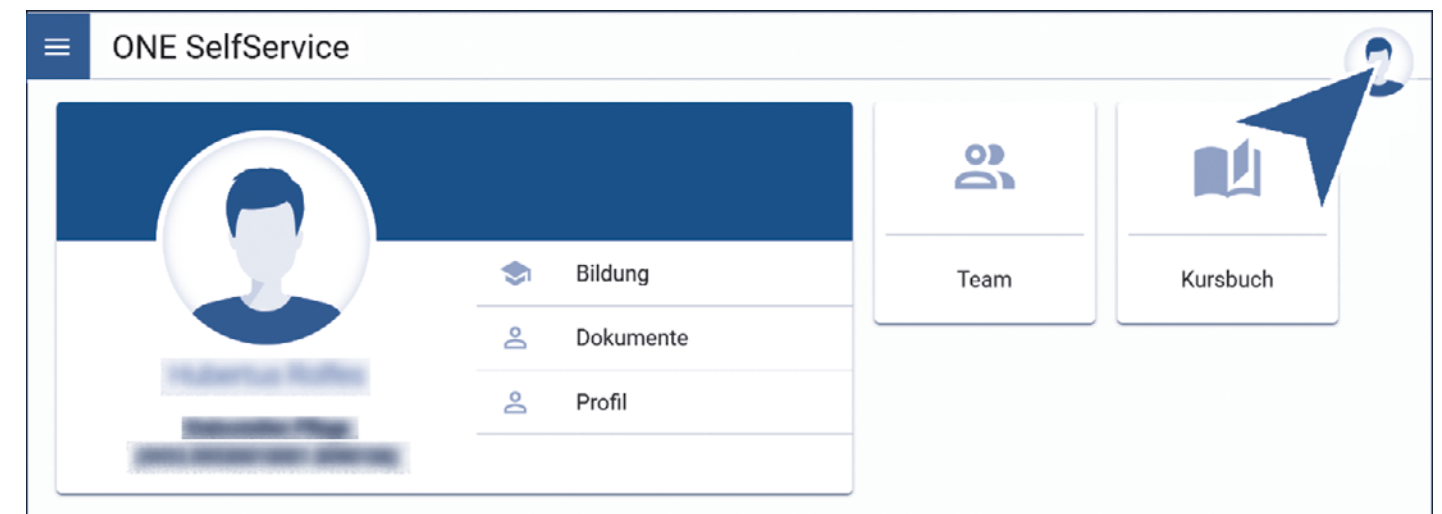 ONE SelfService
Bildung
Dokumente
Profil
Team
Kursbuch